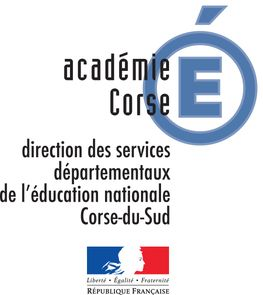 académie
Corse
É
direction des services
départementaux
de l'éducation nationale
Corse-du-Sud
Liberté • Égalité • Fraternité
RÉPUBLIQUE FRANÇAISE